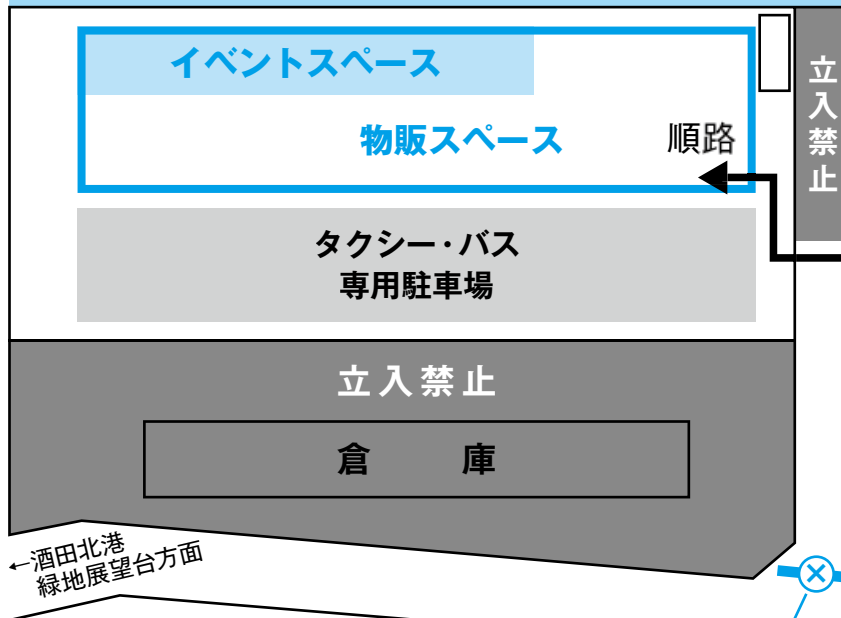 イベントスペース
立入禁止
物販スペース
順路
タクシー・バス
専用駐車場
立入禁止
倉庫
←酒田北港
緑地展望台方面